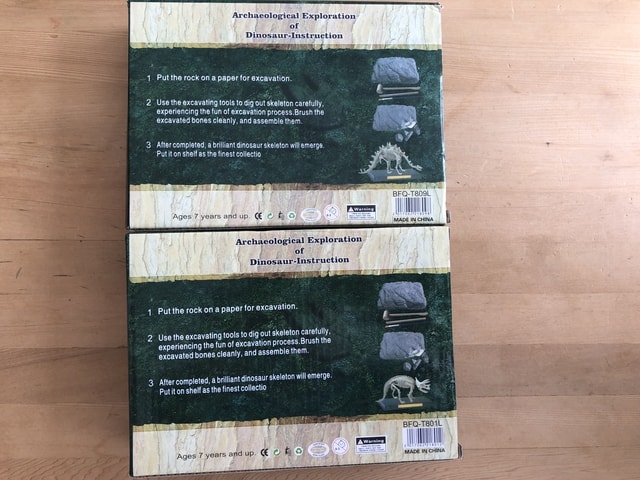 Archaeological Exploration
of
Dinosaur-Instruction
1 Put the rock on a paper for excavation.
2 Use the excavating tools to dig out skeleton carefully,
experiencing the fun of excavation process.Brush the
excavated bones cleanly, and assemble them.
3 After completed, a brilliant dinosaur skeleton will emerge.
Put it on shelf as the finest collectio
BFQ-T809L
Ages 7 years and up.
CE
Warning
MADE IN CHINA
Archaeological Exploration
of
Dinosaur-Instruction
1 Put the rock on a paper for excavation.
2 Use the excavating tools to dig out skeleton carefully,
experiencing the fun of excavation process.Brush the
excavated bones cleanly, and assemble them.
3 After completed, a brilliant dinosaur skeleton will emerge.
Put it on shelf as the finest collectio
BFQ-T801L
Ages 7 years and up.
CE
Warning
MADE IN CHINA